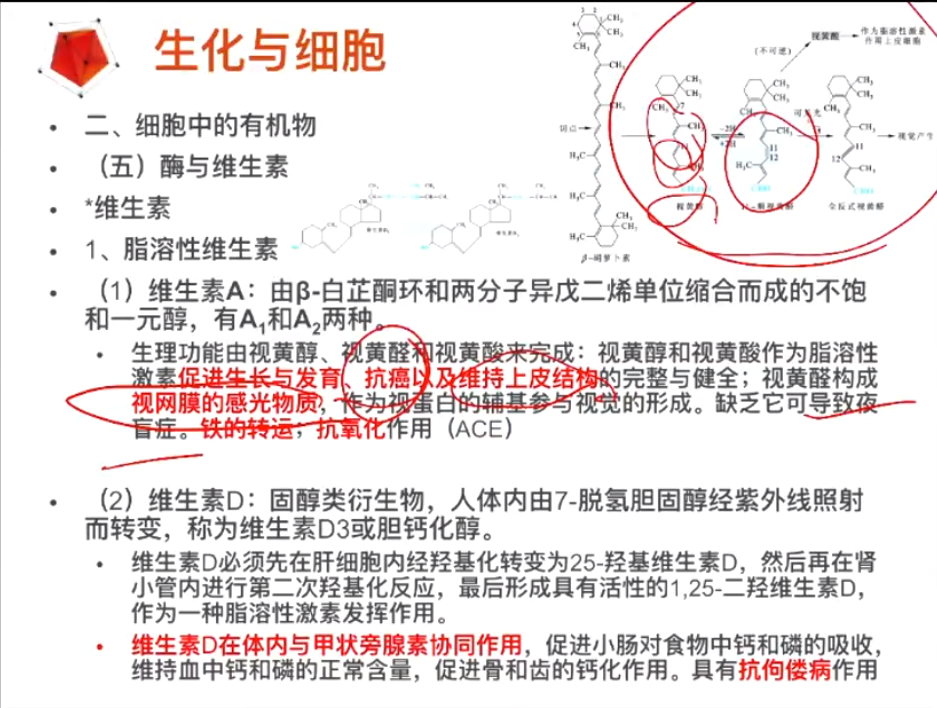 生化与细胞
• 二、细胞中的有机物
• （五）酶与维生素
• *维生素
• 1、脂溶性维生素
• （1）维生素A：由β-白芷酮环和两分子异戊二烯单位缩合而成的不饱
和一元醇，有A₁和A₂两种。
• 生理功能由视黄醇、视黄醛和视黄酸来完成：视黄醇和视黄酸作为脂溶性
激素促进生长与发育、抗癌以及维持上皮结构的完整与健全；视黄醛构成
视网膜的感光物质，作为视蛋白的辅基参与视觉的形成。缺乏它可导致夜
盲症。铁的转运；抗氧化作用（ACE）
• （2）维生素D：固醇类衍生物，人体内由7-脱氢胆固醇经紫外线照射
而转变，称为维生素D3或胆钙化醇。
• 维生素D必须先在肝细胞内经羟基化转变为25-羟基维生素D，然后再在肾
小管内进行第二次羟基化反应，最后形成具有活性的1,25-二羟维生素D，
作为一种脂溶性激素发挥作用。
• 维生素D在体内与甲状旁腺素协同作用，促进小肠对食物中钙和磷的吸收，
维持血中钙和磷的正常含量，促进骨和齿的钙化作用。具有抗佝偻病作用
切点
β-胡萝卜素
-2H
+2H
(不可逆)
视黄酸
作为脂溶性激素
作用上皮细胞
视觉产生
全反式视黄醛